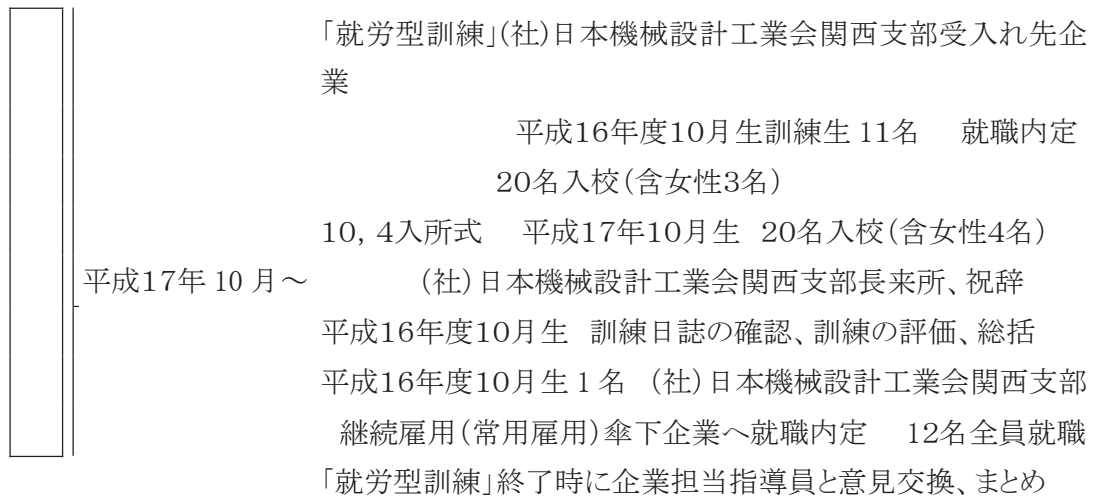 「就労型訓練」(社)日本機械設計工業会関西支部受入れ先企
業
平成16年度10月生訓練生 11名　就職内定
20名入校(含女性3名)
10, 4入所式　平成17年10月生　20名入校(含女性4名)
平成17年 10 月～　(社)日本機械設計工業会関西支部長来所、祝辞
平成16年度10月生　訓練日誌の確認、訓練の評価、総括
平成16年度10月生 1 名　(社)日本機械設計工業会関西支部
継続雇用(常用雇用)傘下企業へ就職内定　12名全員就職
「就労型訓練」終了時に企業担当指導員と意見交換、まとめ